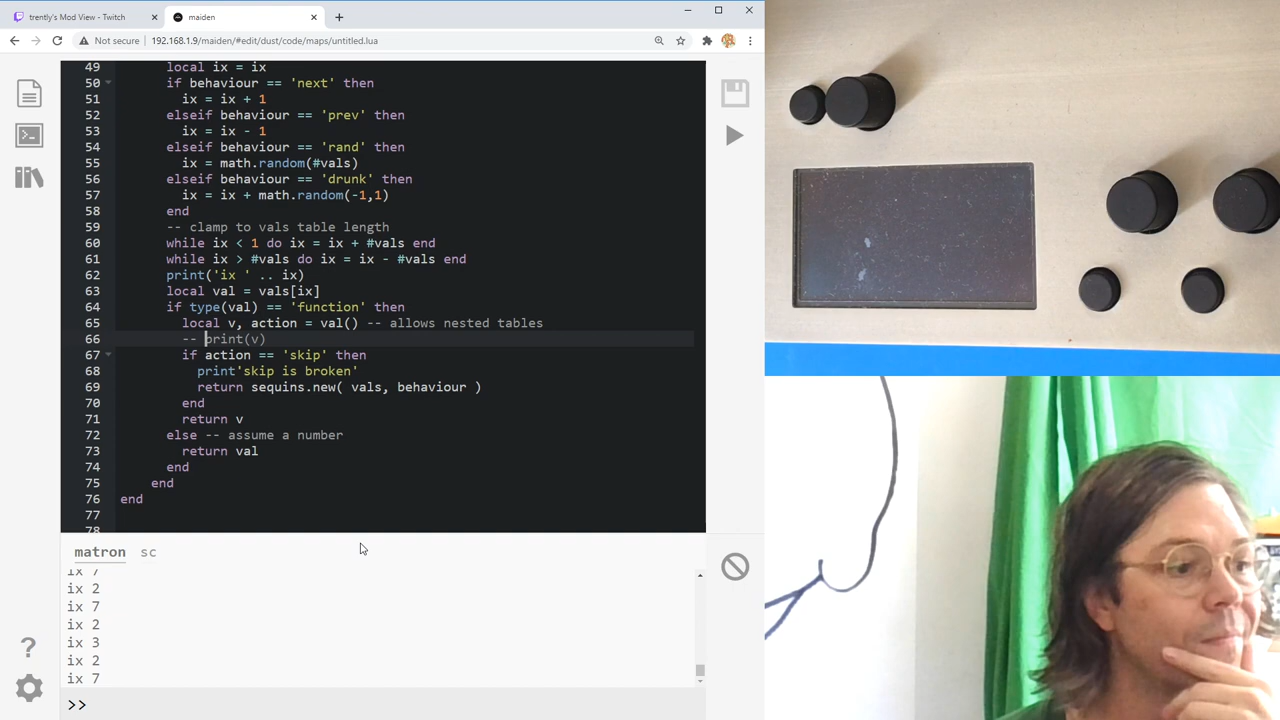 trently's Mod View - Twitch
maiden
Not secure
192.168.1.9/maiden/#edit/dust/code/maps/untitled.lua
49 local ix = ix
50 if behaviour == 'next' then
51 ix = ix + 1
52 elseif behaviour == 'prev' then
53 ix = ix - 1
54 elseif behaviour == 'rand' then
55 ix = math.random(#vals)
56 elseif behaviour == 'drunk' then
57 ix = ix + math.random(-1,1)
58 end
59 -- clamp to vals table length
60 while ix < 1 do ix = ix + #vals end
61 while ix > #vals do ix = ix - #vals end
62 print('ix ' .. ix)
63 local val = vals[ix]
64 if type(val) == 'function' then
65 local v, action = val() -- allows nested tables
66 -- print(v)
67 if action == 'skip' then
68 print'skip is broken'
69 return sequins.new( vals, behaviour )
70 end
71 return v
72 else -- assume a number
73 return val
74 end
75 end
76 end
77
78
matron sc
ix 7
ix 2
ix 7
ix 2
ix 3
ix 2
ix 7
>>
?